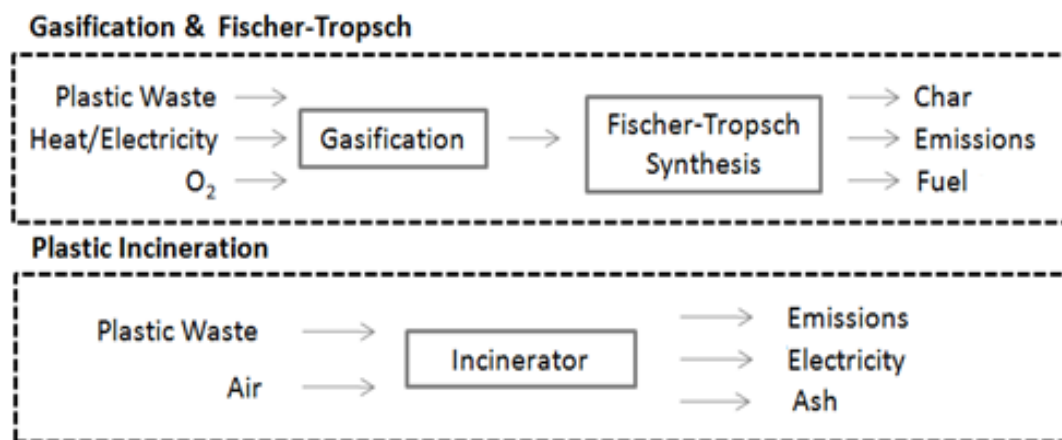 Gasification & Fischer-Tropsch
Plastic Waste
Heat/Electricity
O₂
Gasification
Fischer-Tropsch
Synthesis
Char
Emissions
Fuel
Plastic Incineration
Plastic Waste
Air
Incinerator
Emissions
Electricity
Ash